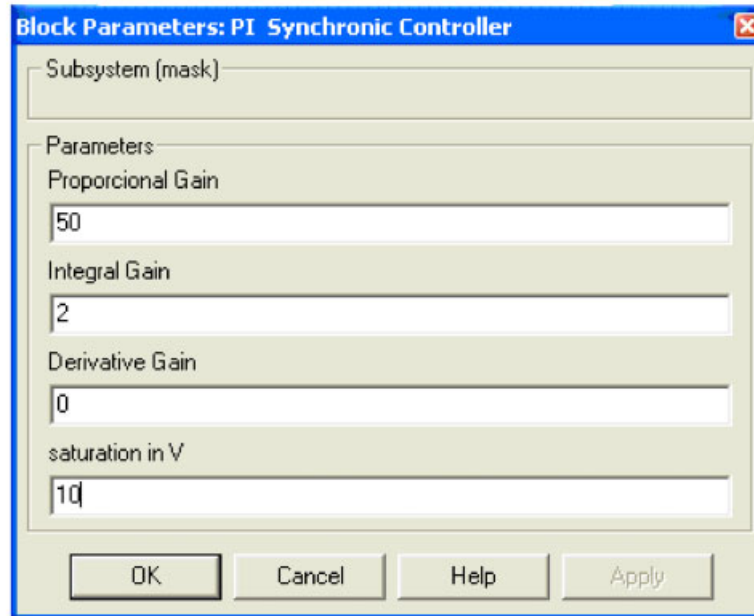 Block Parameters: PI Synchronic Controller
Subsystem (mask)
Parameters
Proporcional Gain
50
Integral Gain
2
Derivative Gain
0
saturation in V
10
OK Cancel Help Apply